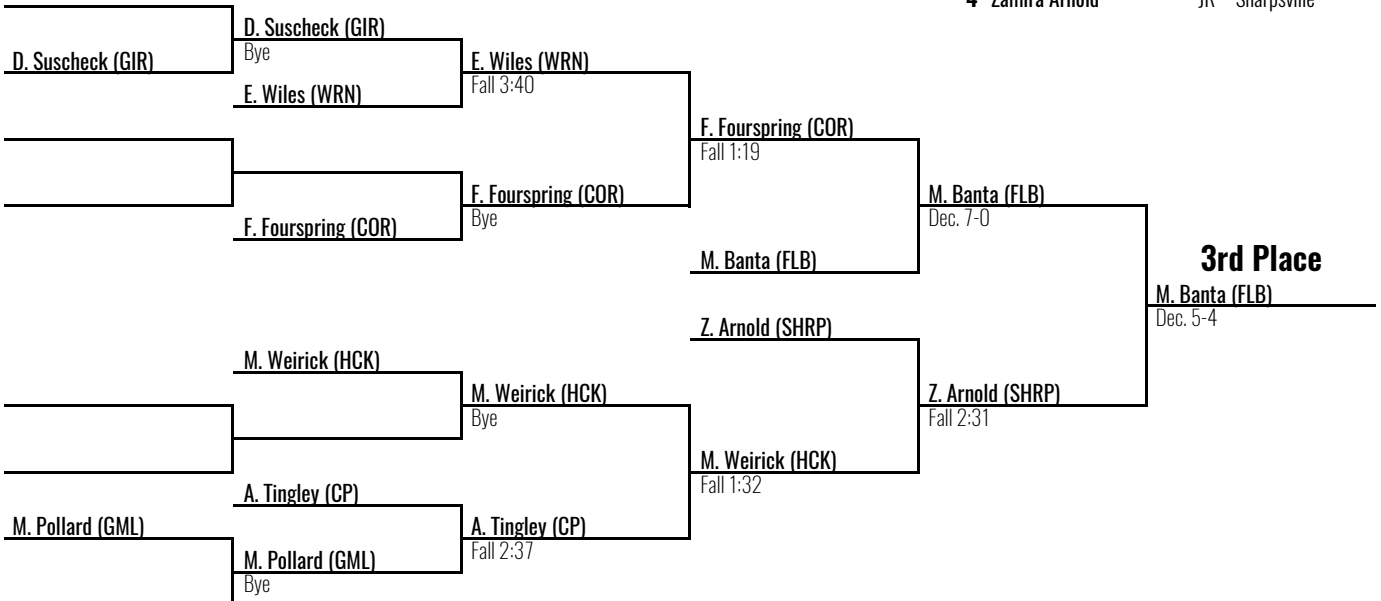 4 Zamira Arnold JR Sharpsville
D. Suscheck (GIR)
Bye
D. Suscheck (GIR)
E. Wiles (WRN)
Fall 3:40
E. Wiles (WRN)
F. Fourspring (COR)
Fall 1:19
F. Fourspring (COR)
Bye
M. Banta (FLB)
Dec. 7-0
F. Fourspring (COR)
M. Banta (FLB)
3rd Place
M. Banta (FLB)
Dec. 5-4
Z. Arnold (SHRP)
M. Weirick (HCK)
M. Weirick (HCK)
Bye
Z. Arnold (SHRP)
Fall 2:31
M. Weirick (HCK)
Fall 1:32
A. Tingley (CP)
M. Pollard (GML)
A. Tingley (CP)
Fall 2:37
M. Pollard (GML)
Bye